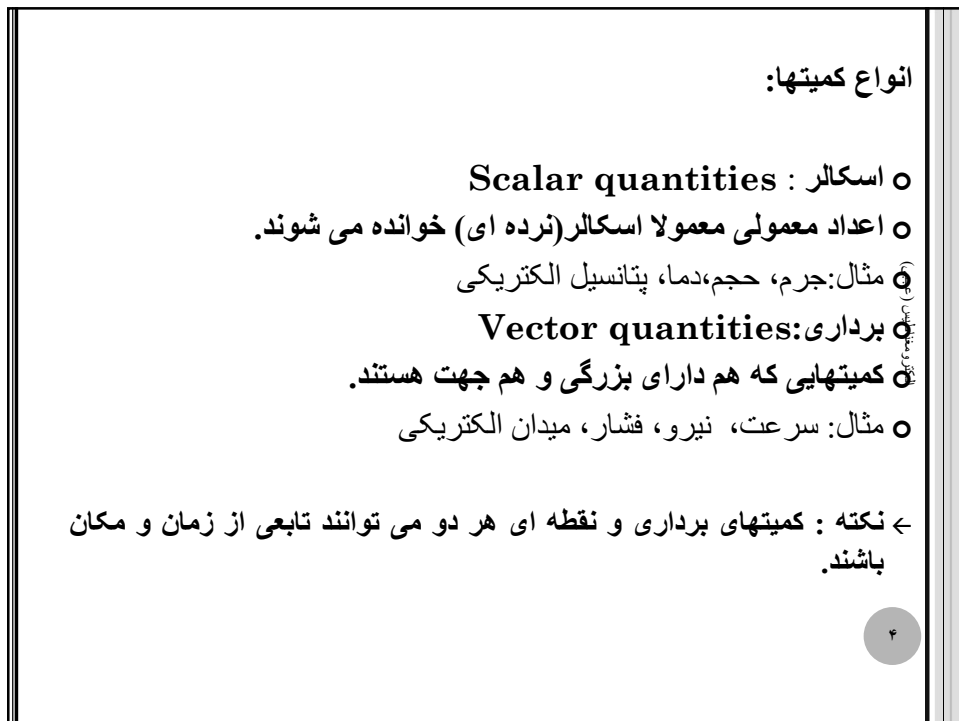 انواع کمیتها:
اسکالر : Scalar quantities
اعداد معمولی معمولا اسکالر(نرده ای) خوانده می شوند.
مثال:جرم، حجم،دما، پتانسیل الکتریکی
برداری:Vector quantities
کمیتهایی که هم دارای بزرگی و هم جهت هستند.
مثال: سرعت، نیرو، فشار، میدان الکتریکی
← نکته : کمیتهای برداری و نقطه ای هر دو می توانند تابعی از زمان و مکان
باشند.
۴